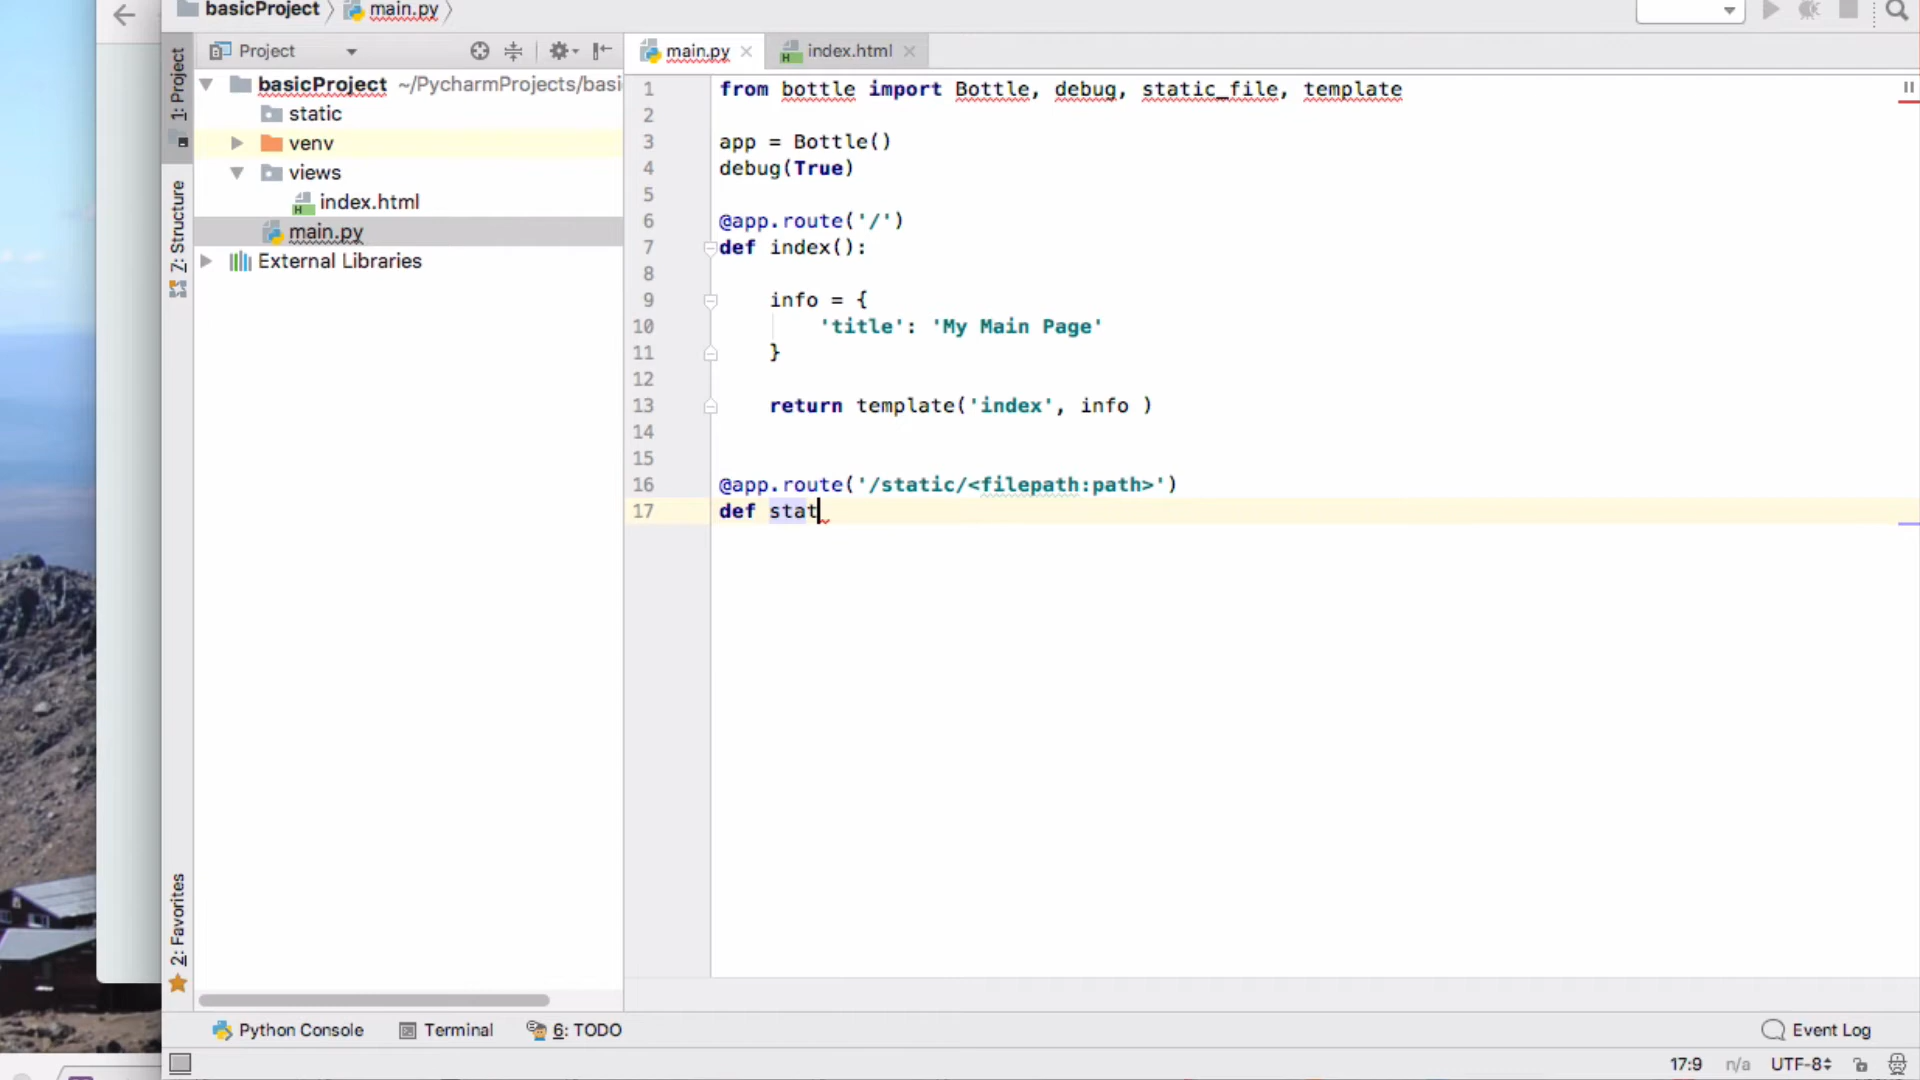 basicProject
main.py
1: Project
Z: Structure
2: Favorites
Project
basicProject ~/PycharmProjects/basi
static
venv
views
index.html
main.py
External Libraries
main.py
index.html
1 from bottle import Bottle, debug, static_file, template
2
3 app = Bottle()
4 debug(True)
5
6 @app.route('/')
7 def index():
8
9 info = {
10 'title': 'My Main Page'
11 }
12
13 return template('index', info )
14
15
16 @app.route('/static/<filepath:path>')
17 def stat
Python Console
Terminal
6: TODO
Event Log
17:9 n/a UTF-8